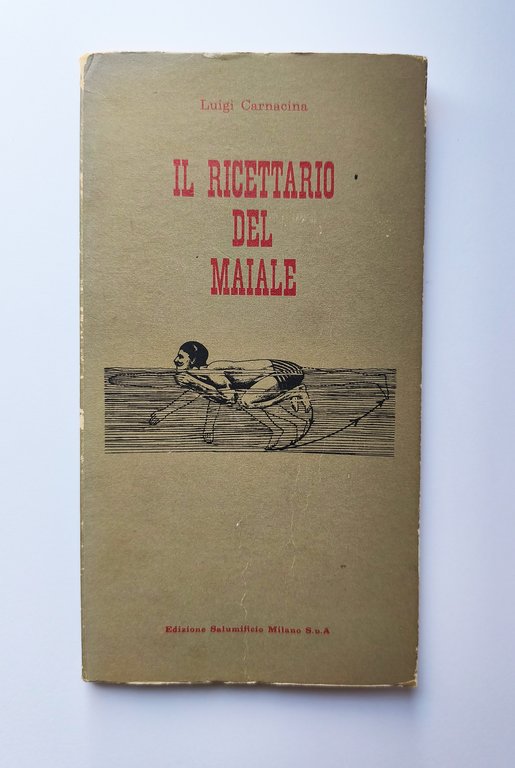 Luigi Carnacina
IL RICETTARIO
DEL
MAIALE
Edizione Salumificio Milano S.p.A